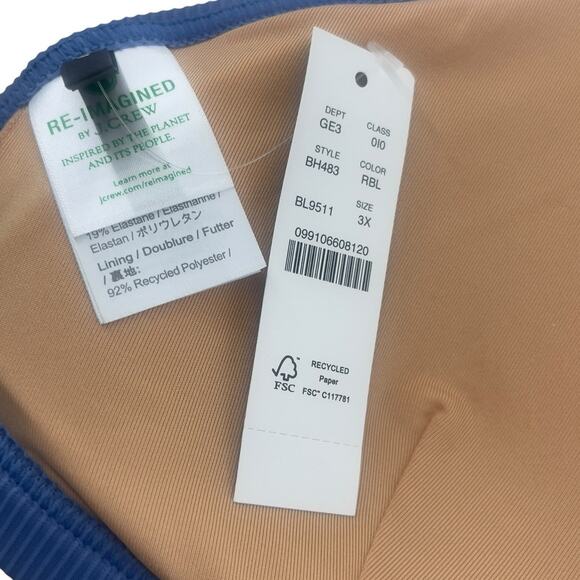 RE-IMAGINED
BY J.CREW
INSPIRED BY THE PLANET
AND ITS PEOPLE.
Learn more at
jcrew.com/reimagined
19% Elastane / Elasthanne /
Elastan / ポリウレタン
Lining / Doublure / Futter
/ 裏地:
92% Recycled Polyester /
DEPT CLASS
GE3 0I0
STYLE COLOR
BH483 RBL
BL9511 SIZE
3X
099106608120
FSC
RECYCLED
Paper
FSC™ C117781